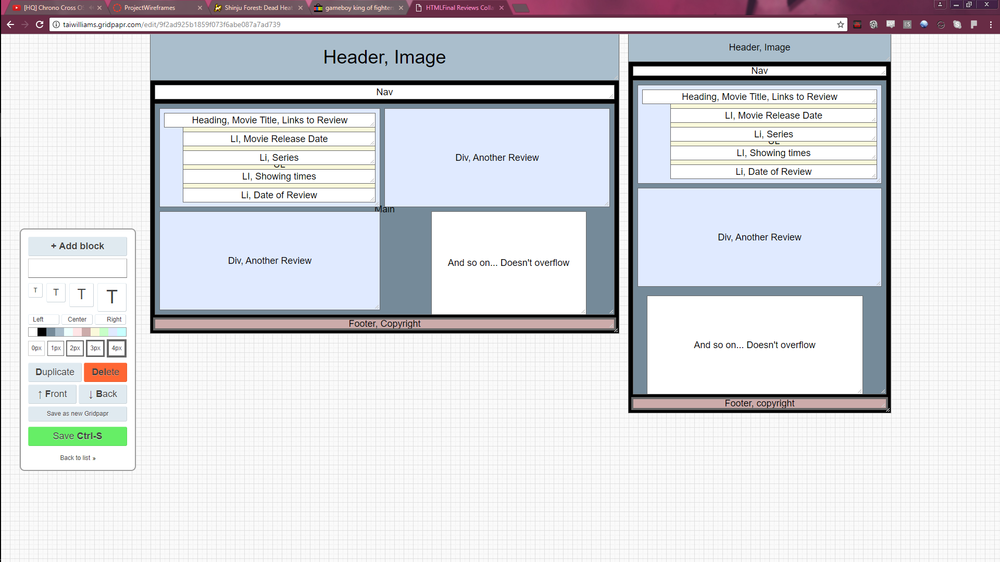 [HQ] Chrono Cross OS
ProjectWireframes
Shinju Forest: Dead Hea
gameboy king of fighters
HTMLFinal Reviews Colla
taiwilliams.gridpapr.com/edit/9f2ad925b1859f073f6abe087a7ad739
Header, Image
Nav
Heading, Movie Title, Links to Review
LI, Movie Release Date
Li, Series
UL
LI, Showing times
Li, Date of Review
Div, Another Review
Main
Div, Another Review
And so on... Doesn't overflow
Footer, Copyright
Header, Image
Nav
Heading, Movie Title, Links to Review
LI, Movie Release Date
Li, Series
UL
LI, Showing times
Li, Date of Review
Div, Another Review
And so on... Doesn't overflow
Footer, copyright
+ Add block
T T T T
Left Center Right
0px 1px 2px 3px 4px
Duplicate Delete
↑ Front ↓ Back
Save as new Gridpapr
Save Ctrl-S
Back to list »
CSS
ES